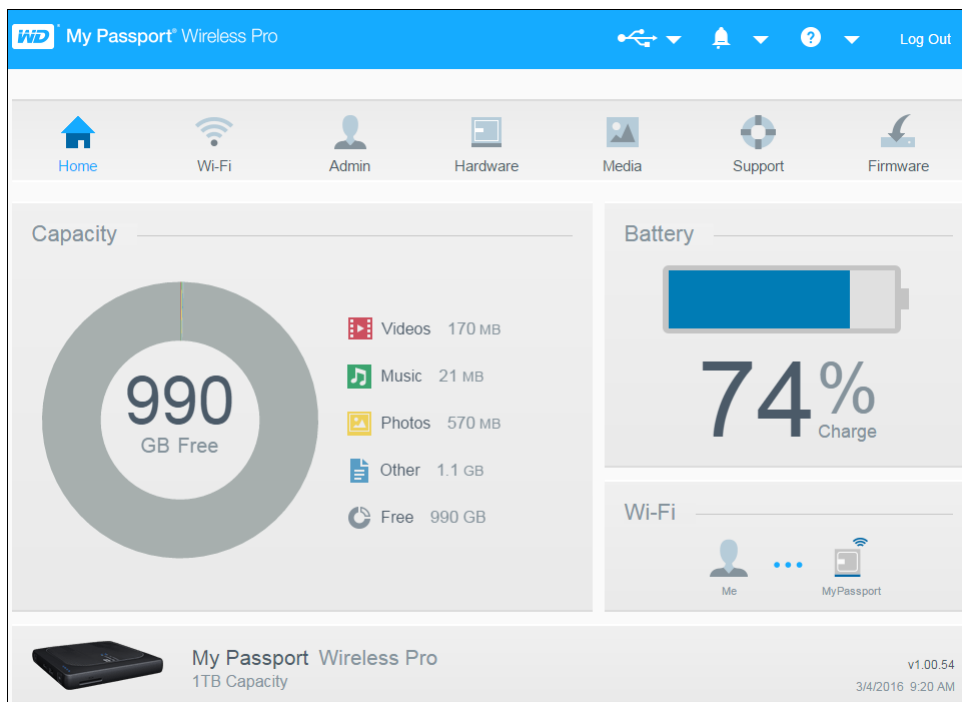 WD My Passport® Wireless Pro
? Log Out
Home Wi-Fi Admin Hardware Media Support Firmware
Capacity
990
GB Free
Videos 170 MB
Music 21 MB
Photos 570 MB
Other 1.1 GB
Free 990 GB
Battery
74%
Charge
Wi-Fi
Me MyPassport
My Passport Wireless Pro
1TB Capacity
v1.00.54
3/4/2016 9:20 AM